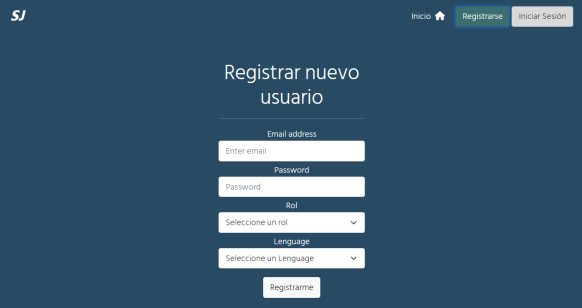 SJ
Inicio
Registrarse
Iniciar Sesión
Registrar nuevo
usuario
Email address
Enter email
Password
Password
Rol
Seleccione un rol
Lenguage
Seleccione un Lenguage
Registrarme